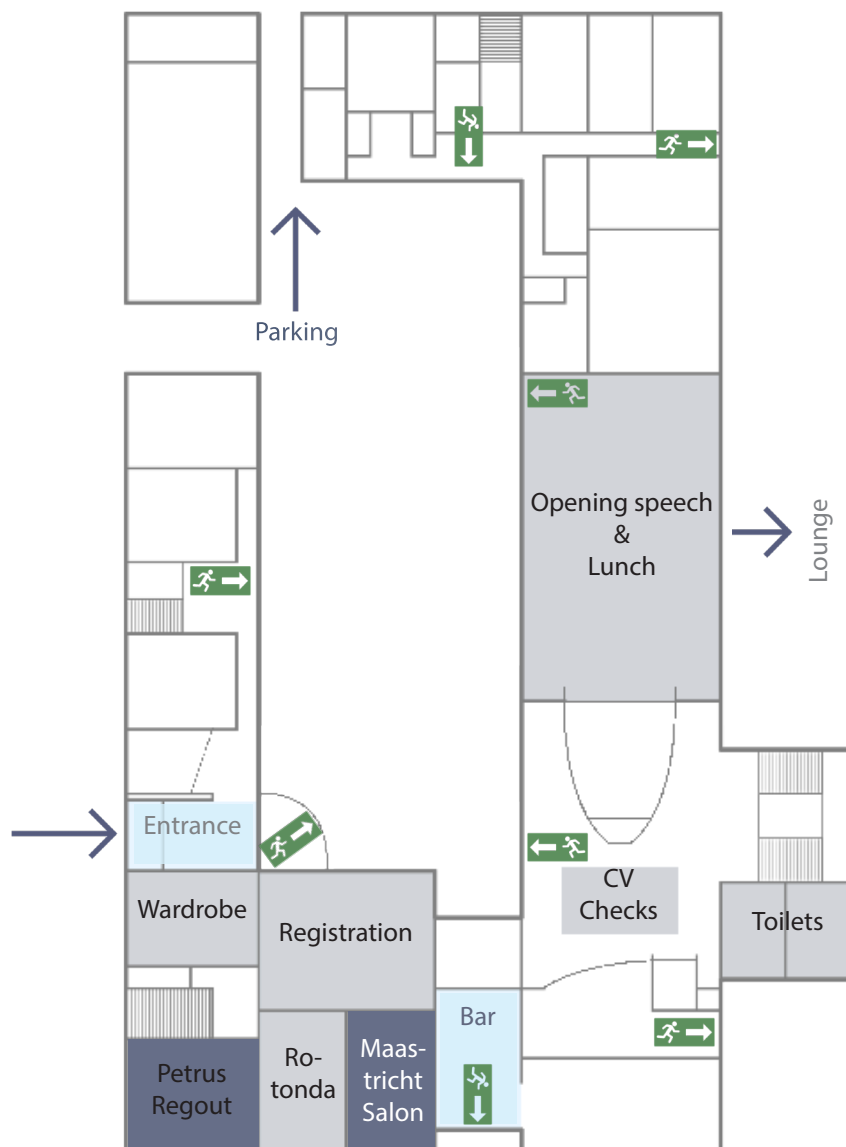 Parking
Opening speech
&
Lunch
Lounge
Entrance
CV
Checks
Wardrobe
Registration
Toilets
Bar
Ro-
tonda
Maas-
tricht
Salon
Petrus
Regout